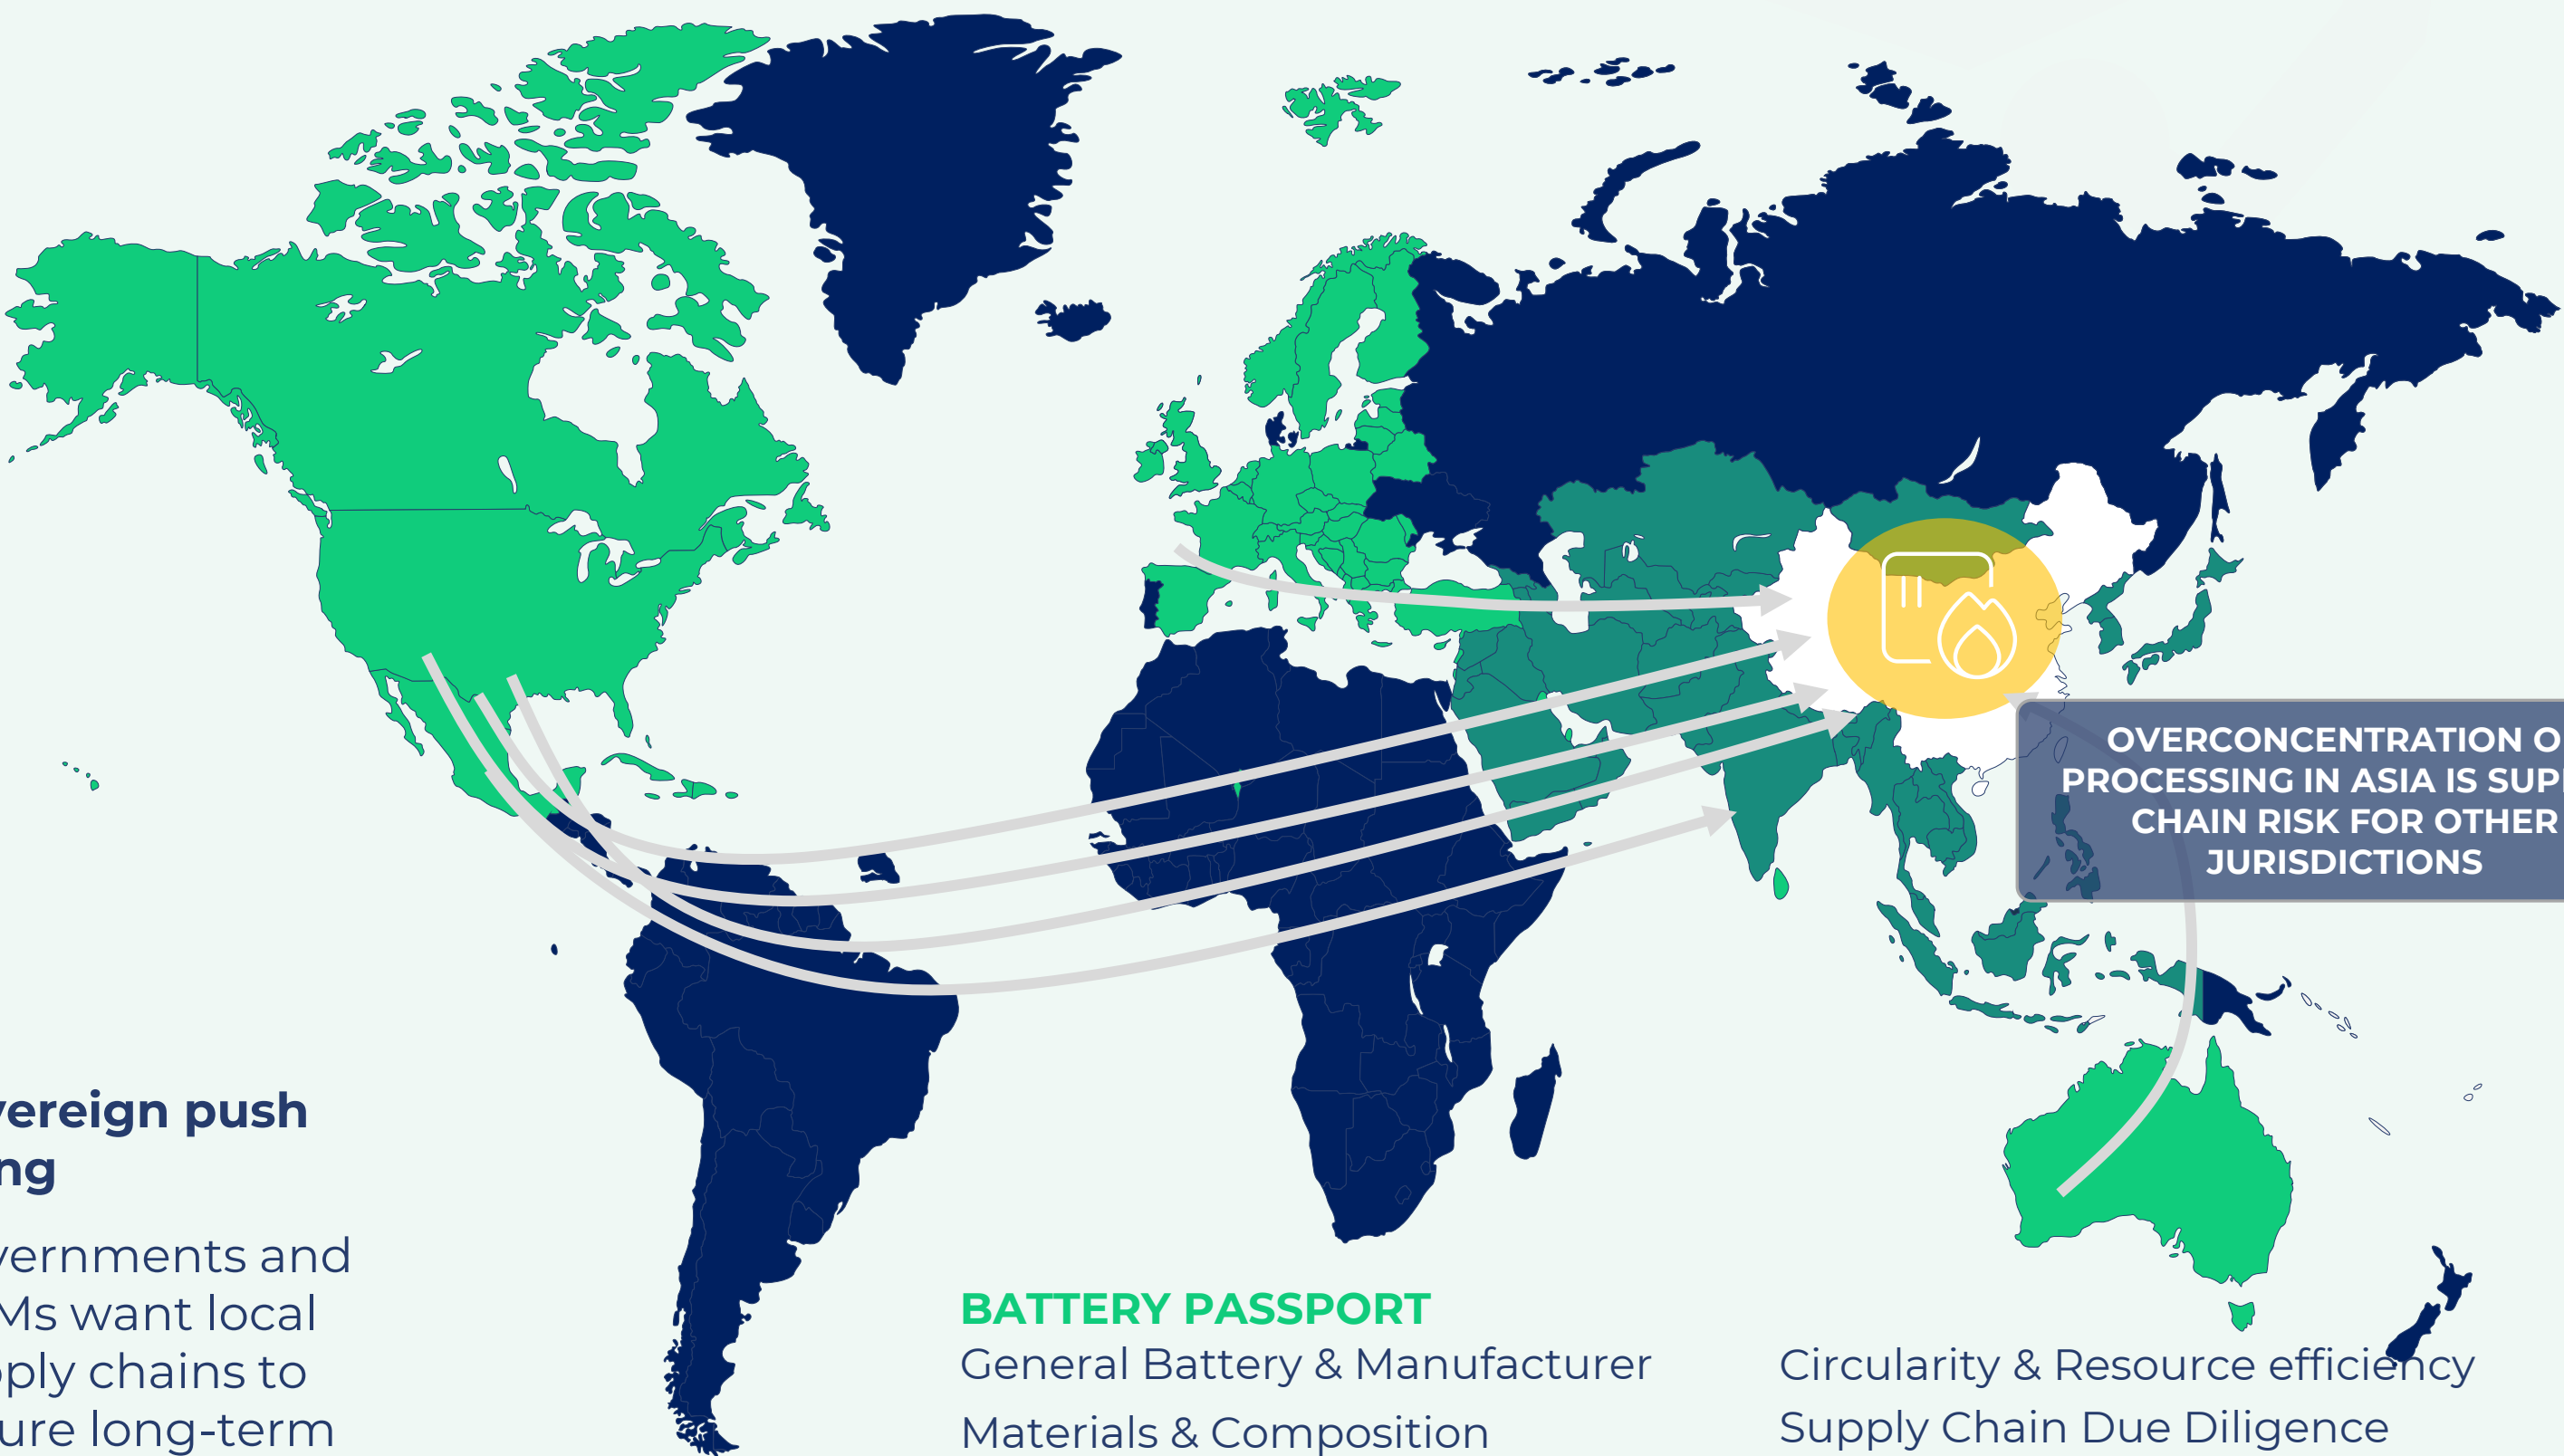 OVERCONCENTRATION O
PROCESSING IN ASIA IS SUP
CHAIN RISK FOR OTHER
JURISDICTIONS
vereign push
ng
vernments and
Ms want local
pply chains to
ure long-term
BATTERY PASSPORT
General Battery & Manufacturer
Materials & Composition
Circularity & Resource efficiency
Supply Chain Due Diligence